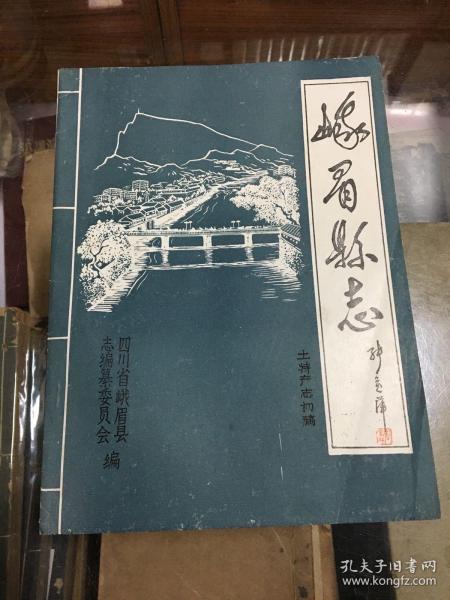 峨眉縣志
土特产志初稿
四川省峨眉县
志编纂委员会
编
孔夫子旧书网
www.kongfz.com